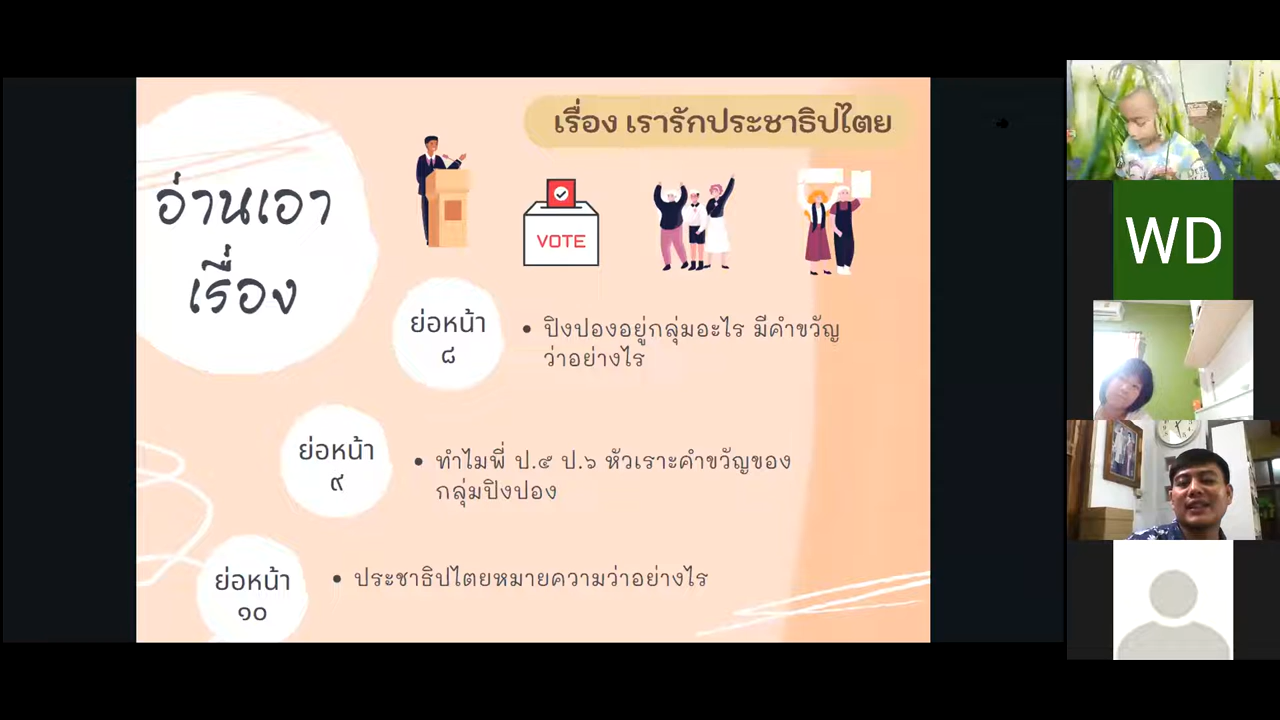 เรื่อง เรารักประชาธิปไตย
อ่านเอา
เรื่อง
VOTE
ย่อหน้า
๘
• ปิงปองอยู่กลุ่มอะไร มีคำขวัญ
ว่าอย่างไร
ย่อหน้า
๙
• ทำไมพี่ ป.๕ ป.๖ หัวเราะคำขวัญของ
กลุ่มปิงปอง
ย่อหน้า
๑๐
• ประชาธิปไตยหมายความว่าอย่างไร
WD